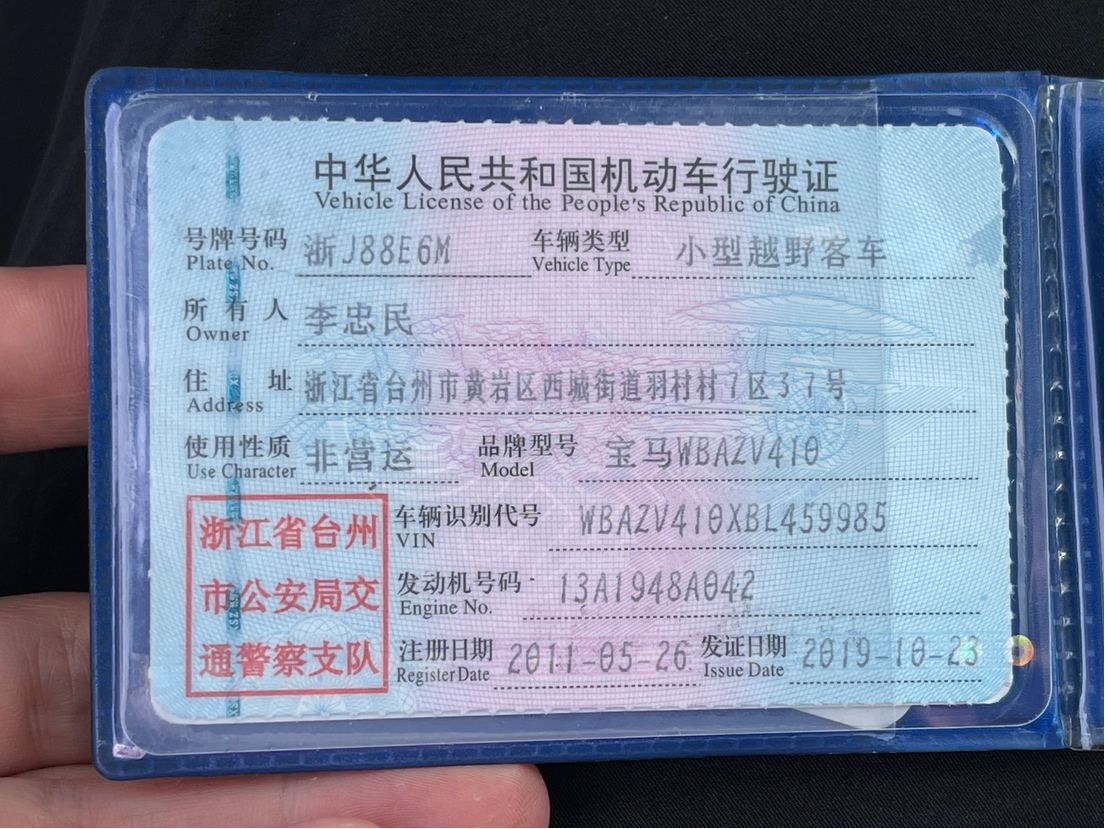 中华人民共和国机动车行驶证
Vehicle License of the People's Republic of China
号牌号码 浙J88E6M 车辆类型 小型越野客车
Plate No. Vehicle Type
所有人 李忠民
Owner
住址 浙江省台州市黄岩区西城街道羽村村7区37号
Address
使用性质 非营运 品牌型号 宝马WBAZV410
Use Character Model
浙江省台州
市公安局交
通警察支队
车辆识别代号 WBAZV410XBL459985
VIN
发动机号码 13A1948A042
Engine No.
注册日期 2011-05-26 发证日期 2019-10-23
Register Date Issue Date